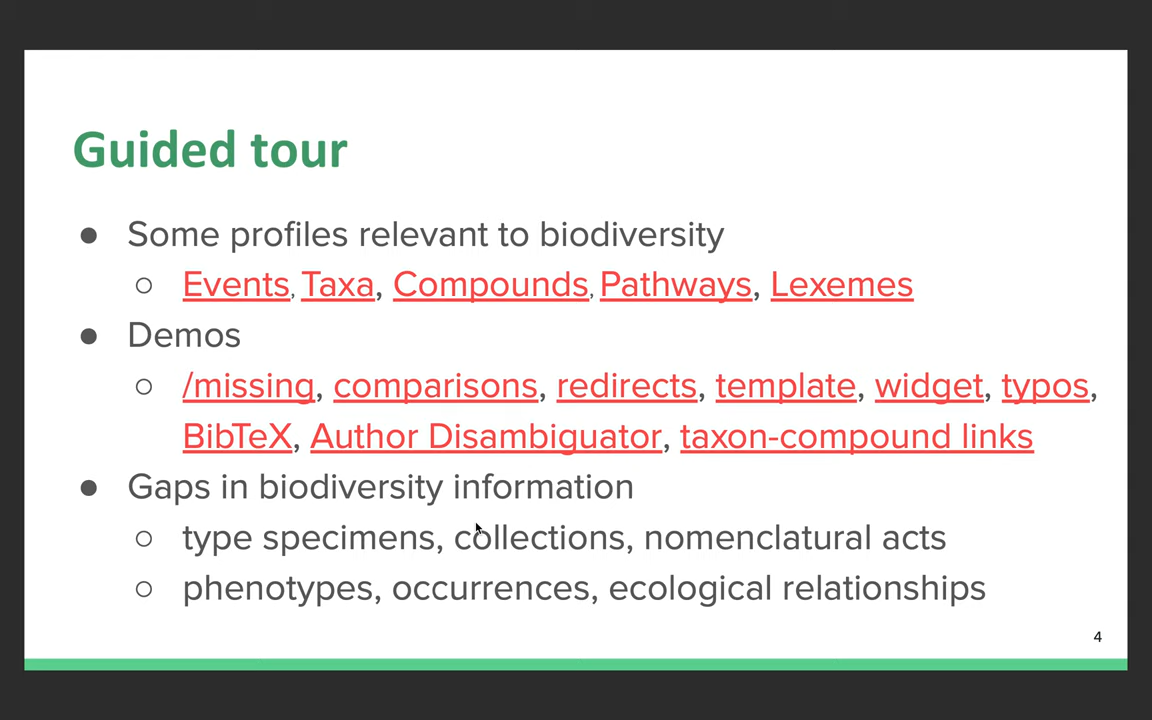 Guided tour
● Some profiles relevant to biodiversity
○ Events, Taxa, Compounds, Pathways, Lexemes
● Demos
○ /missing, comparisons, redirects, template, widget, typos,
BibTeX, Author Disambiguator, taxon-compound links
● Gaps in biodiversity information
○ type specimens, collections, nomenclatural acts
○ phenotypes, occurrences, ecological relationships
4